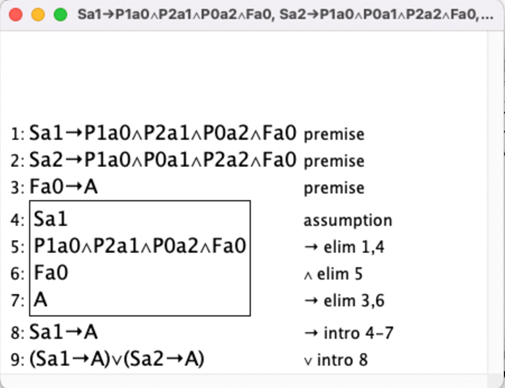 Sa1→P1a0∧P2a1∧P0a2∧Fa0, Sa2→P1a0∧P0a1∧P2a2∧Fa0,...
1: Sa1→P1a0∧P2a1∧P0a2∧Fa0 premise
2: Sa2→P1a0∧P0a1∧P2a2∧Fa0 premise
3: Fa0→A premise
4: Sa1 assumption
5: P1a0∧P2a1∧P0a2∧Fa0 → elim 1,4
6: Fa0 ∧ elim 5
7: A → elim 3,6
8: Sa1→A → intro 4-7
9: (Sa1→A)∨(Sa2→A) ∨ intro 8